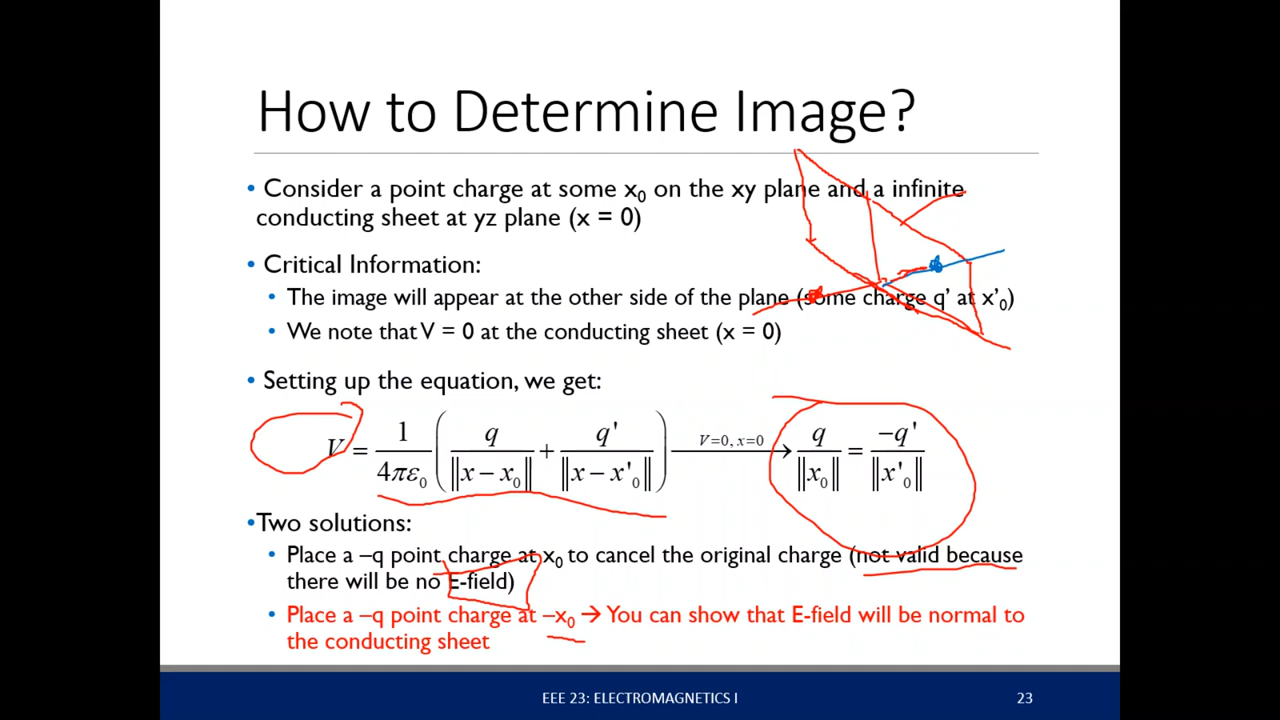 How to Determine Image?
• Consider a point charge at some x₀ on the xy plane and a infinite
conducting sheet at yz plane (x = 0)
• Critical Information:
• The image will appear at the other side of the plane (some charge q' at x'₀)
• We note that V = 0 at the conducting sheet (x = 0)
• Setting up the equation, we get:
V = 1/(4πε₀) ( q/‖x − x₀‖ + q'/‖x − x'₀‖ ) —V=0, x=0→ q/‖x₀‖ = −q'/‖x'₀‖
•Two solutions:
• Place a –q point charge at x₀ to cancel the original charge (not valid because
there will be no E-field)
• Place a –q point charge at –x₀ → You can show that E-field will be normal to
the conducting sheet
EEE 23: ELECTROMAGNETICS I
23